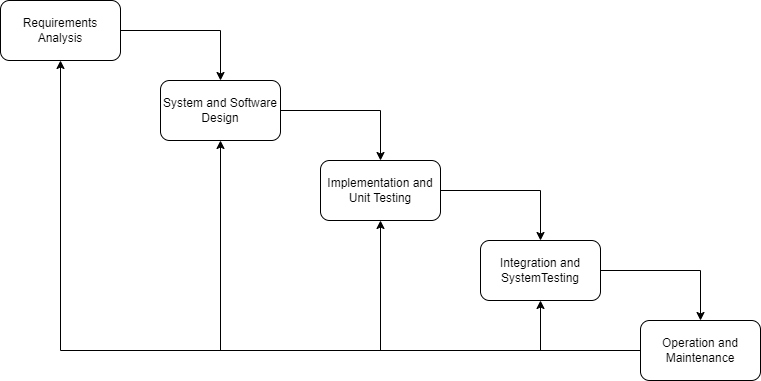 Requirements
Analysis
System and Software
Design
Implementation and
Unit Testing
Integration and
SystemTesting
Operation and
Maintenance